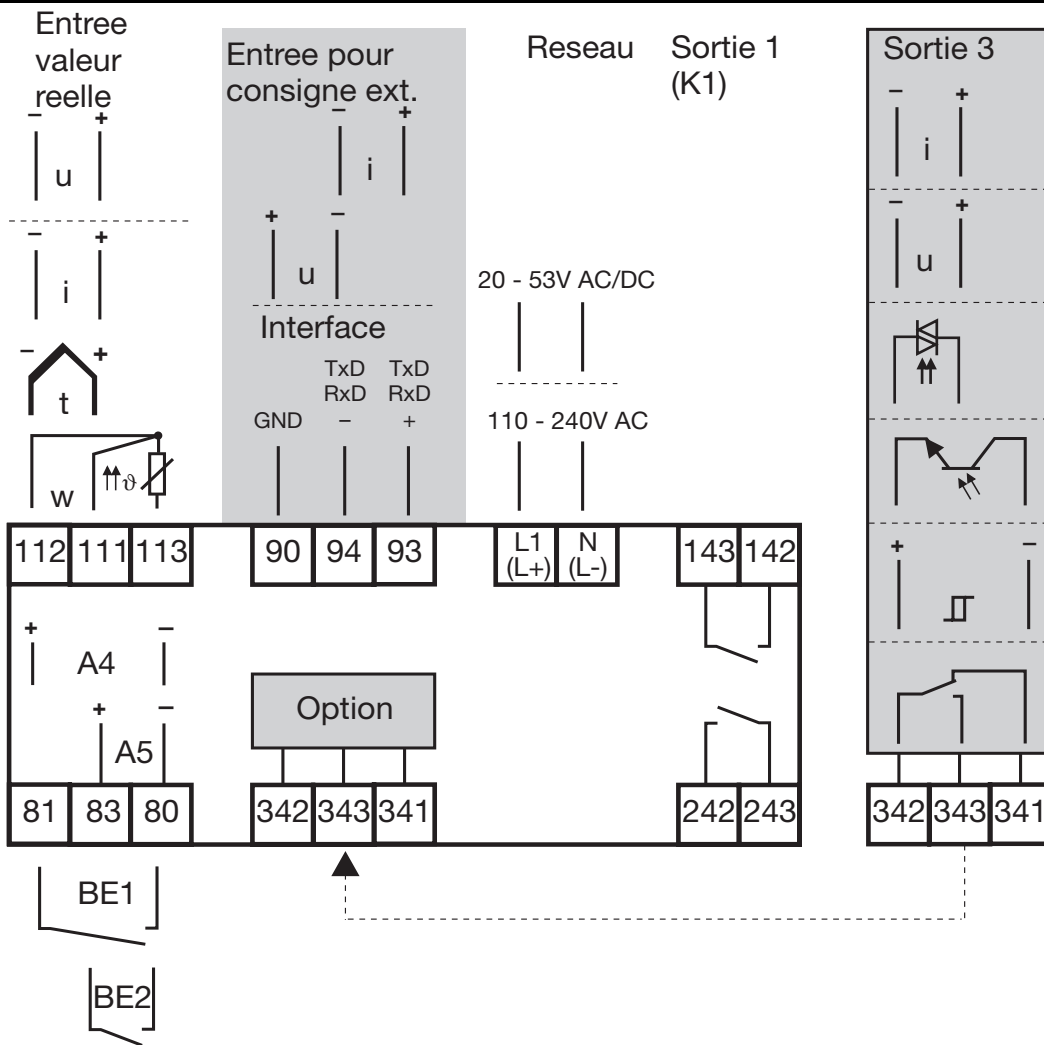 Entree
valeur
reelle
− +
u
− +
i
− +
t
w ϑ
Entree pour
consigne ext.
− +
i
+ −
u
Interface
TxD TxD
RxD RxD
GND − +
Reseau
20 - 53V AC/DC
110 - 240V AC
Sortie 1
(K1)
Sortie 3
− +
i
− +
u
+ −
112 111 113 90 94 93 L1 N 143 142
(L+) (L-)
+ −
A4
+ −
A5
Option
81 83 80 342 343 341 242 243 342 343 341
BE1
BE2